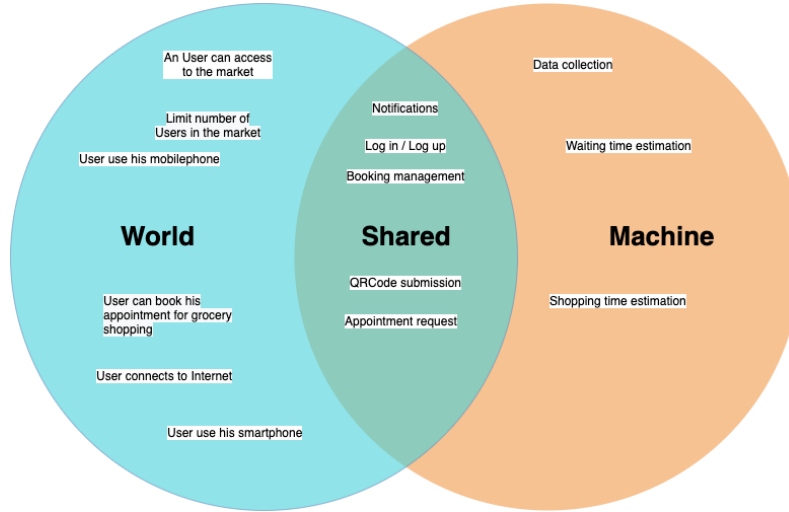 An User can access
to the market
Limit number of
Users in the market
User use his mobilephone
World
User can book his
appointment for grocery
shopping
User connects to Internet
User use his smartphone
Notifications
Log in / Log up
Booking management
Shared
QRCode submission
Appointment request
Data collection
Waiting time estimation
Machine
Shopping time estimation